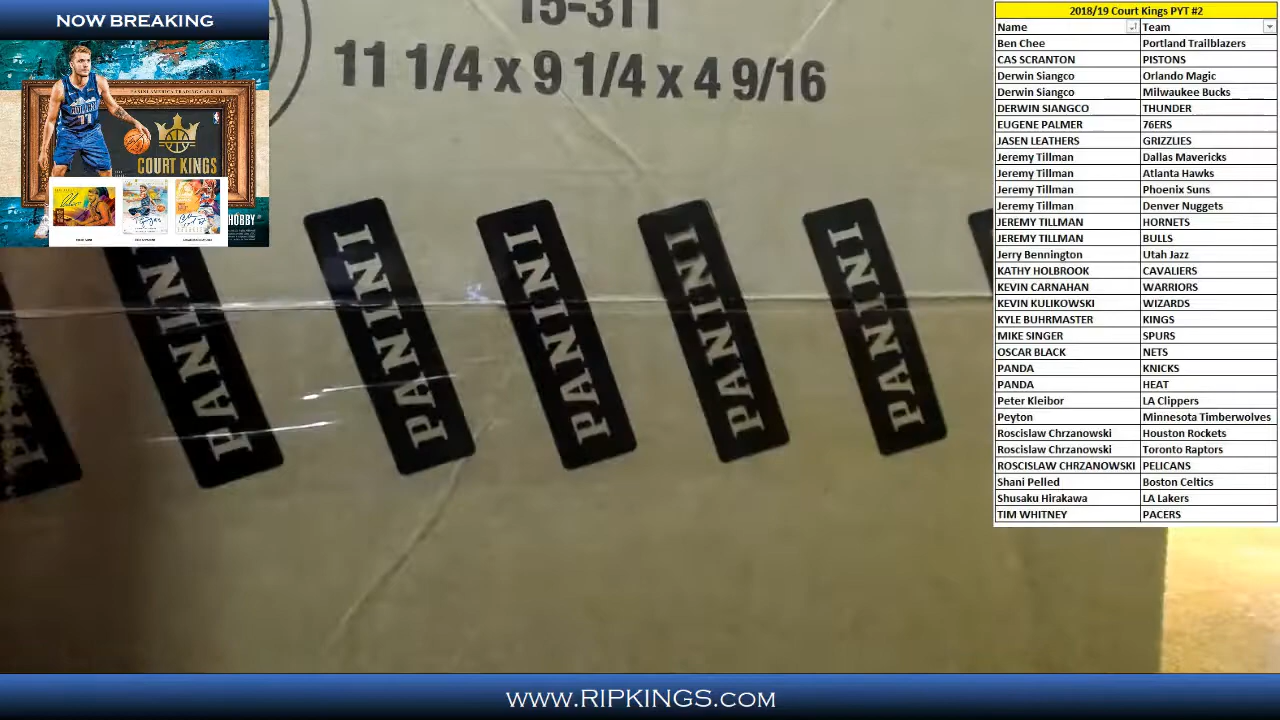 NOW BREAKING
PANINI AMERICA TRADING CARD CO.
COURT KINGS
HOBBY
15-311
11 1/4 x 9 1/4 x 4 9/16
PANINI
PANINI
PANINI
PANINI
PANINI
PANINI
2018/19 Court Kings PYT #2
Name Team
Ben Chee Portland Trailblazers
CAS SCRANTON PISTONS
Derwin Siangco Orlando Magic
Derwin Siangco Milwaukee Bucks
DERWIN SIANGCO THUNDER
EUGENE PALMER 76ERS
JASEN LEATHERS GRIZZLIES
Jeremy Tillman Dallas Mavericks
Jeremy Tillman Atlanta Hawks
Jeremy Tillman Phoenix Suns
Jeremy Tillman Denver Nuggets
JEREMY TILLMAN HORNETS
JEREMY TILLMAN BULLS
Jerry Bennington Utah Jazz
KATHY HOLBROOK CAVALIERS
KEVIN CARNAHAN WARRIORS
KEVIN KULIKOWSKI WIZARDS
KYLE BUHRMASTER KINGS
MIKE SINGER SPURS
OSCAR BLACK NETS
PANDA KNICKS
PANDA HEAT
Peter Kleibor LA Clippers
Peyton Minnesota Timberwolves
Roscislaw Chrzanowski Houston Rockets
Roscislaw Chrzanowski Toronto Raptors
ROSCISLAW CHRZANOWSKI PELICANS
Shani Pelled Boston Celtics
Shusaku Hirakawa LA Lakers
TIM WHITNEY PACERS
WWW.RIPKINGS.COM